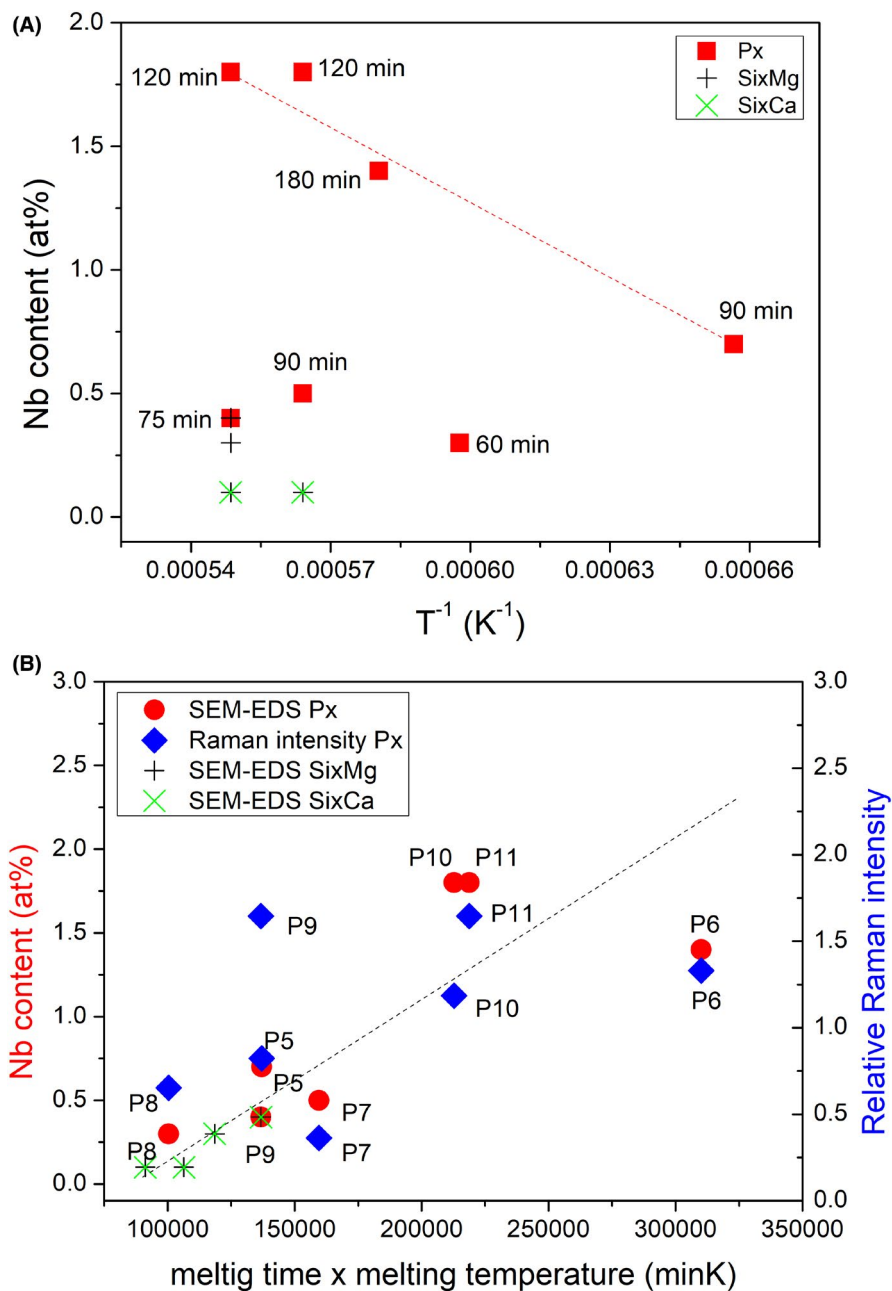 (A)
2.0
1.5
1.0
0.5
0.0
Nb content (at%)
Px
SixMg
SixCa
120 min
120 min
180 min
90 min
90 min
75 min
60 min
0.00054
0.00057
0.00060
0.00063
0.00066
T-1 (K-1)
(B)
3.0
2.5
2.0
1.5
1.0
0.5
0.0
Nb content (at%)
SEM-EDS Px
Raman intensity Px
SEM-EDS SixMg
SEM-EDS SixCa
P10
P11
P9
P11
P6
P10
P6
P5
P8
P5
P7
P8
P9
P7
3.0
2.5
2.0
1.5
1.0
0.5
0.0
Relative Raman intensity
100000
150000
200000
250000
300000
350000
meltig time x melting temperature (minK)